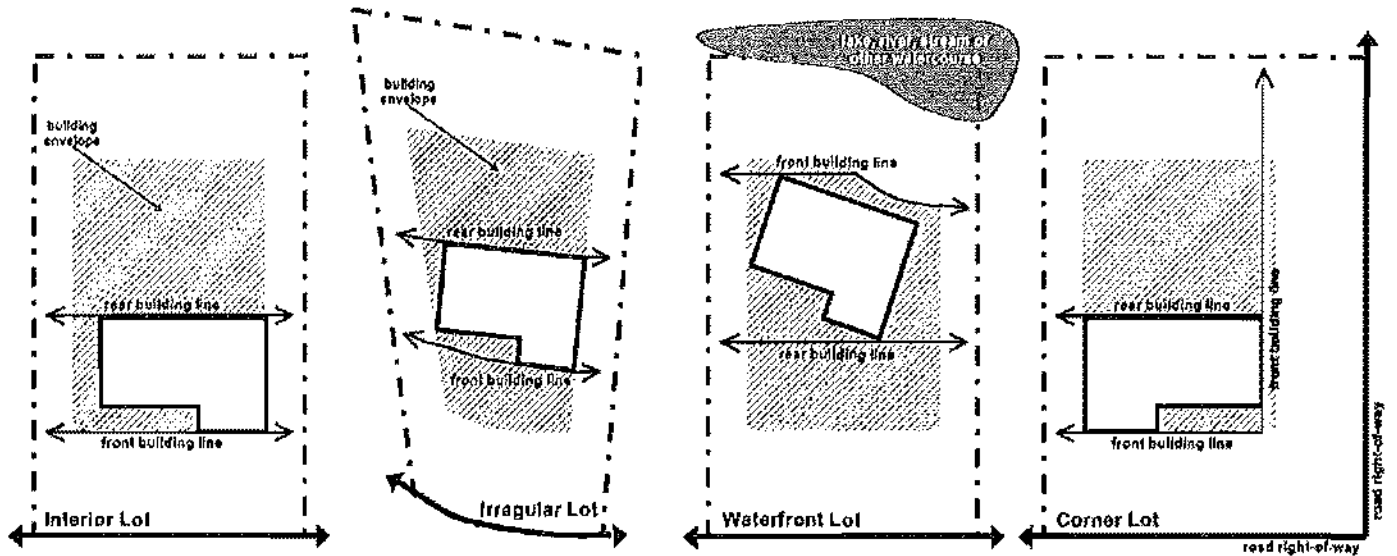 building
envelope
rear building line
front building line
Interior Lot
building
envelope
rear building line
front building line
Irragular Lot
lake, river, stream or
other watercourse
front building line
rear building line
Waterfront Lot
rear building line
front building line
front building line
Corner Lot
road right-of-way
road right-of-way